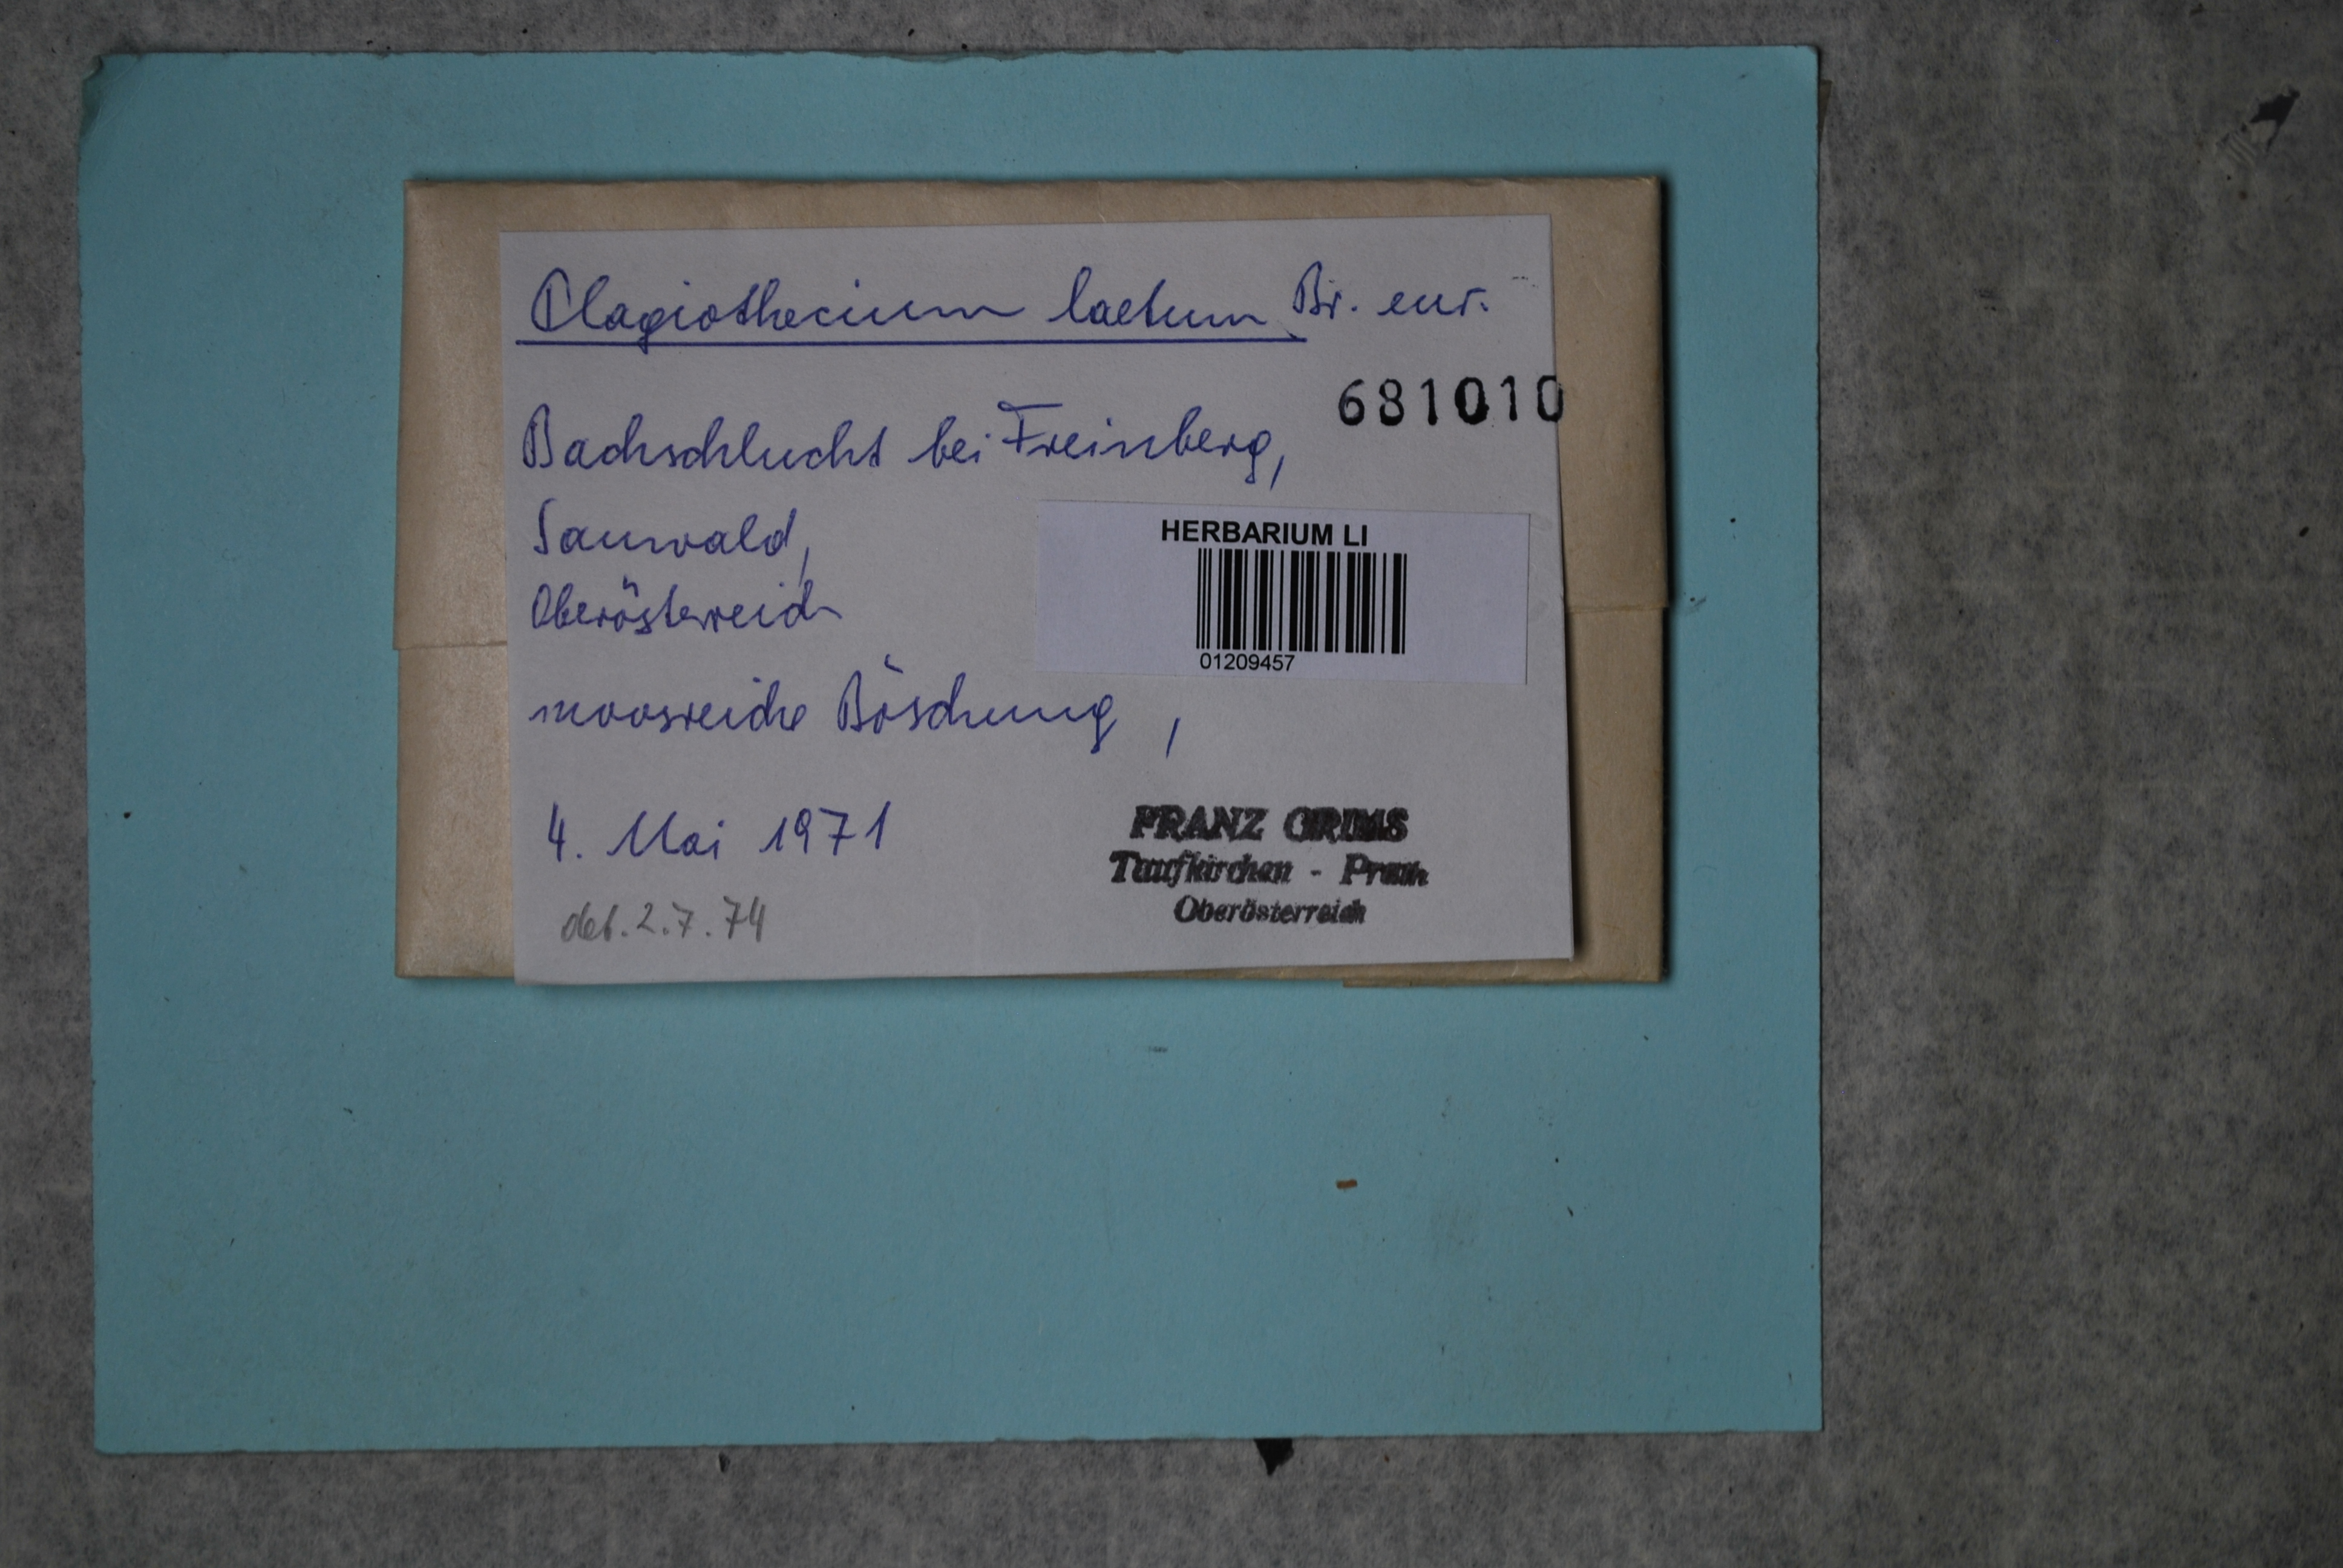 Plagiothecium laetum Br. eur.
681010
Bachschlucht bei Freinberg,
Sauwald,
Oberösterreich
HERBARIUM LI
01209457
moosreiche Böschung,
4. Mai 1971
FRANZ GRIMS
Taufkirchen - Pram
Oberösterreich
det. 2.7.74